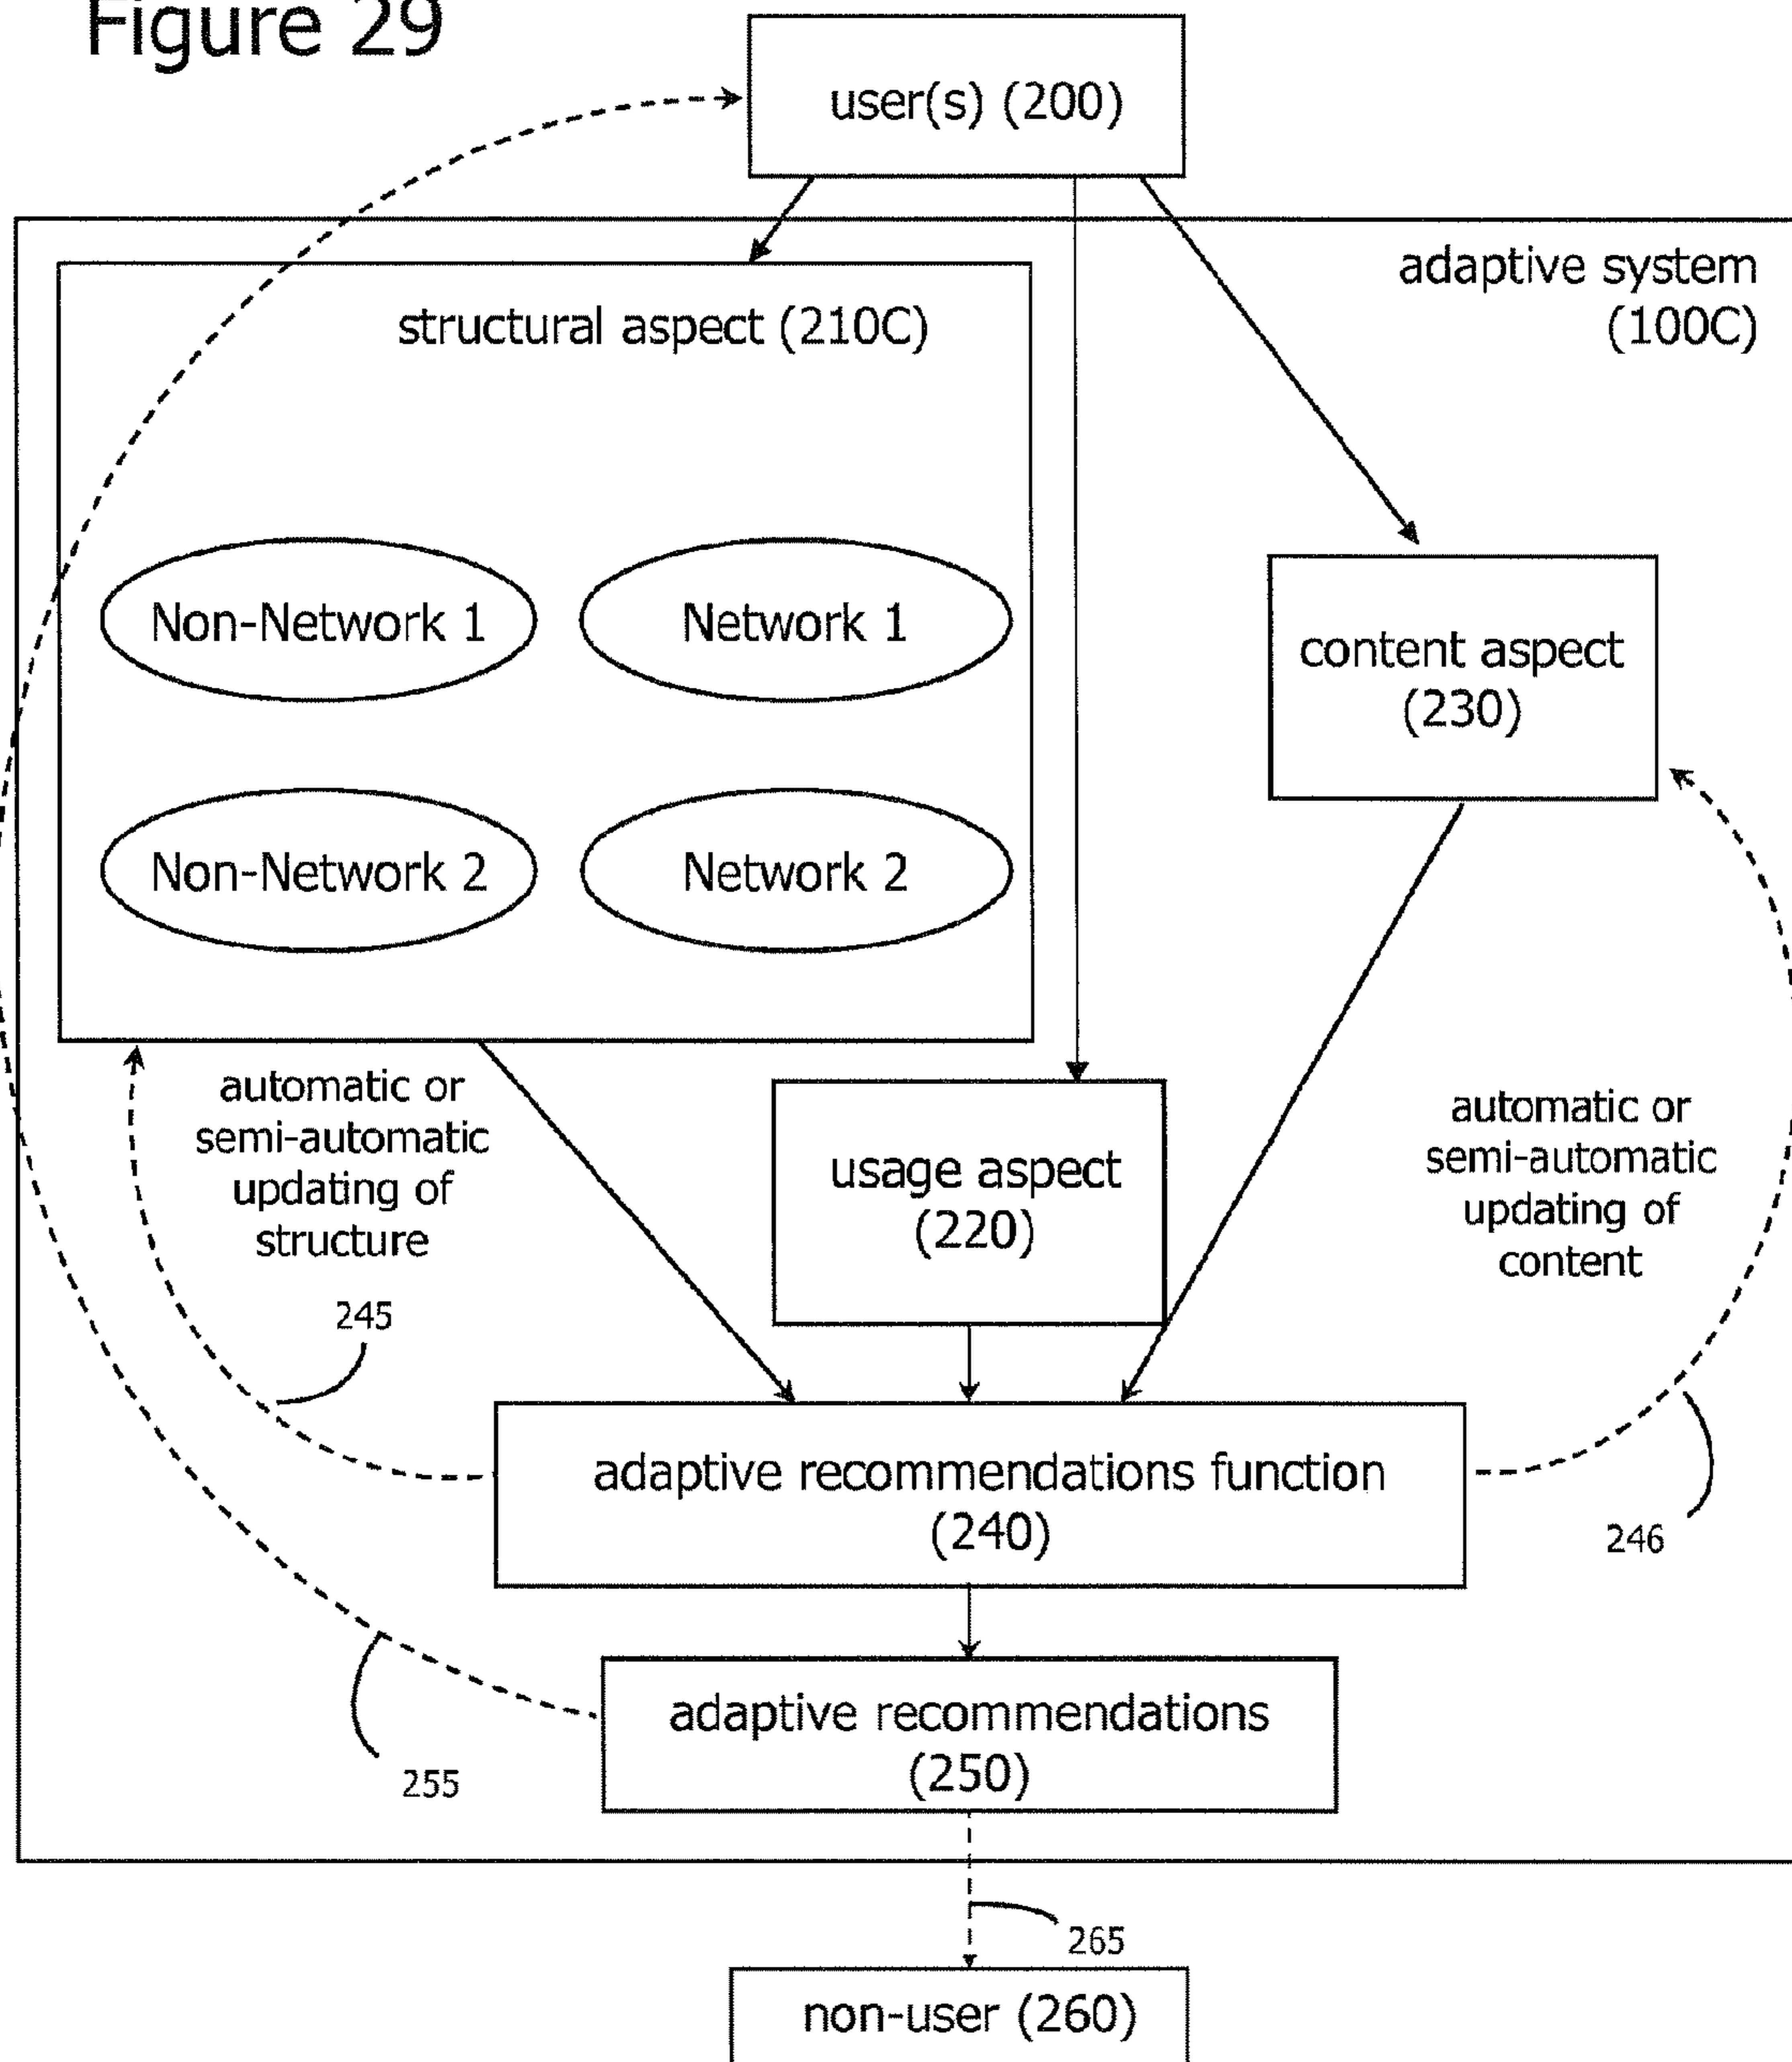 Figure 29
user(s) (200)
adaptive system
(100C)
structural aspect (210C)
Non-Network 1
Network 1
content aspect
(230)
Non-Network 2
Network 2
automatic or
semi-automatic
updating of
structure
usage aspect
(220)
automatic or
semi-automatic
updating of
content
245
adaptive recommendations function
(240)
246
adaptive recommendations
(250)
255
265
non-user (260)